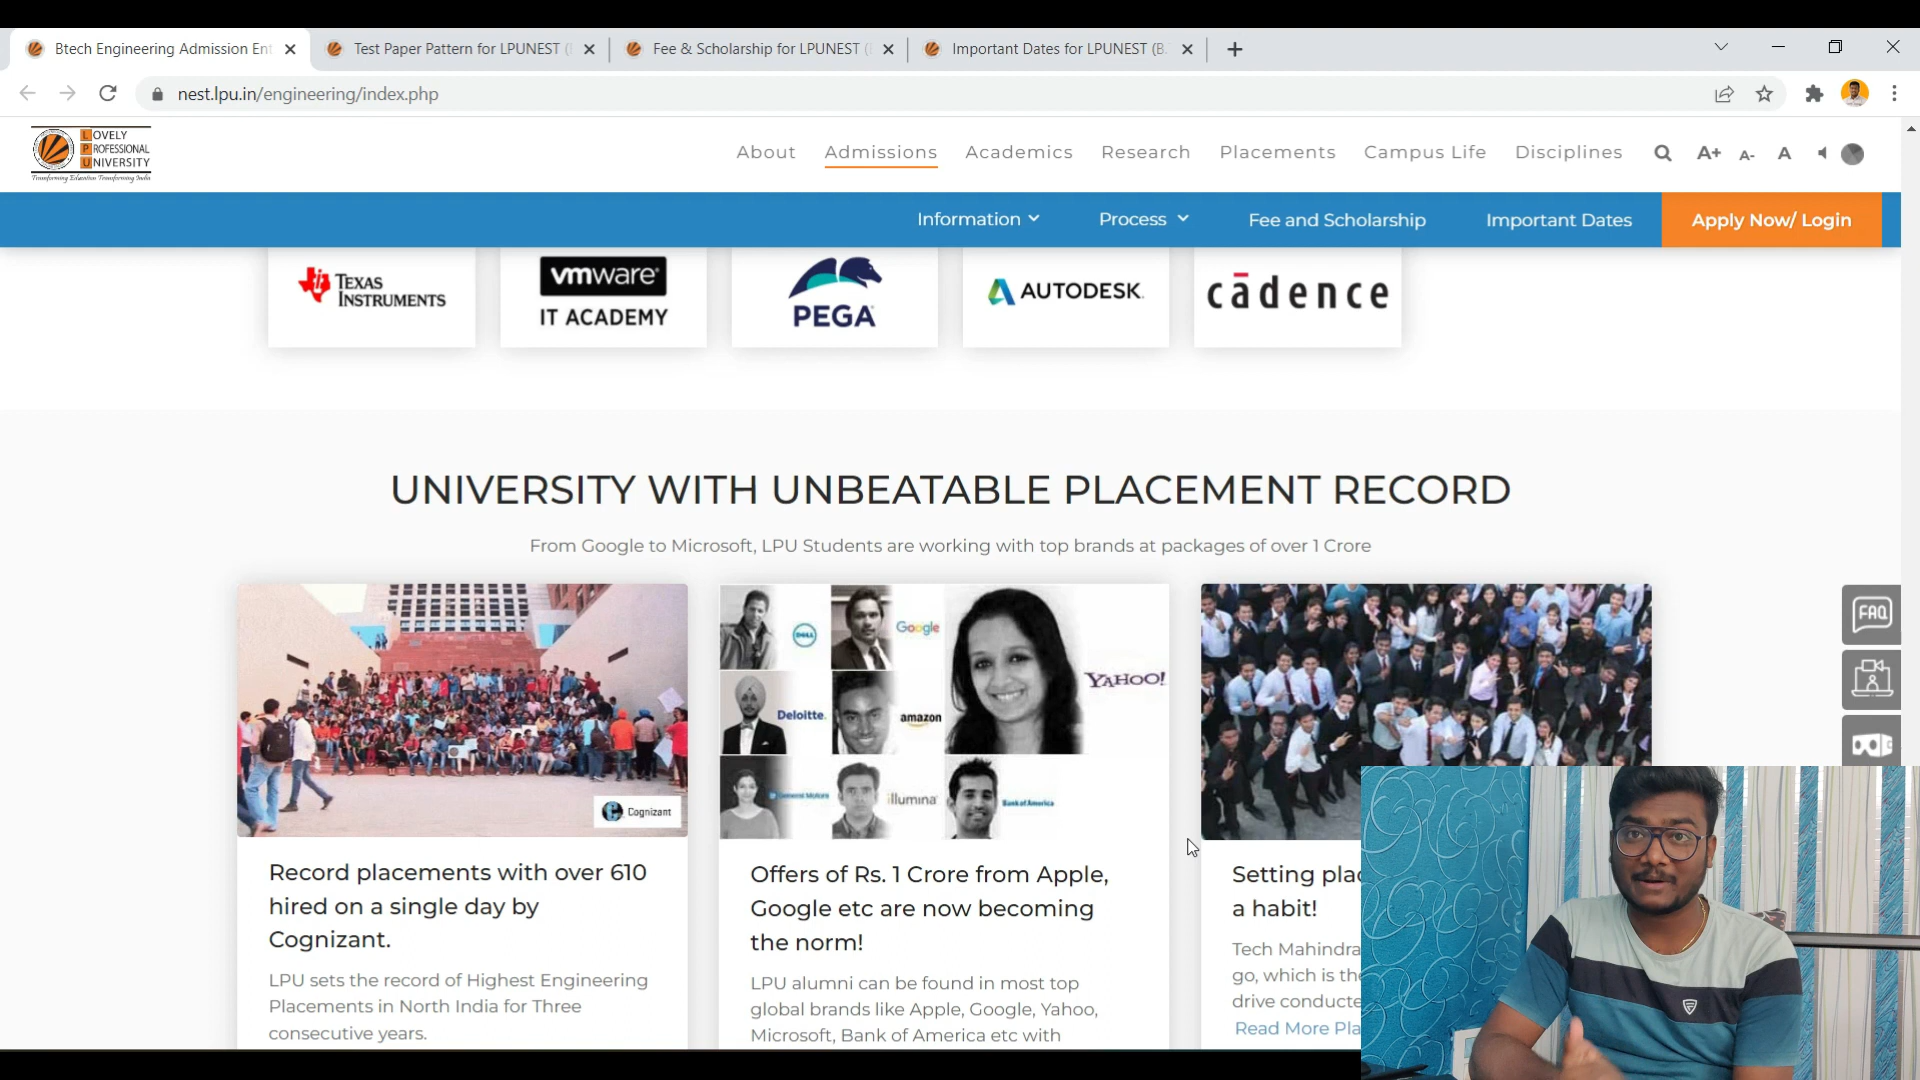 Btech Engineering Admission Ent
Test Paper Pattern for LPUNEST (
Fee & Scholarship for LPUNEST (
Important Dates for LPUNEST (B.
nest.lpu.in/engineering/index.php
LOVELY
PROFESSIONAL
UNIVERSITY
Transforming Education Transforming India
About
Admissions
Academics
Research
Placements
Campus Life
Disciplines
A+
A-
A
Information
Process
Fee and Scholarship
Important Dates
Apply Now/ Login
TEXAS
INSTRUMENTS
vmware®
IT ACADEMY
PEGA
AUTODESK.
cādence
UNIVERSITY WITH UNBEATABLE PLACEMENT RECORD
From Google to Microsoft, LPU Students are working with top brands at packages of over 1 Crore
Cognizant
DELL
Google
YAHOO!
Deloitte.
amazon
General Motors
illumina
Bank of America
FAQ
Record placements with over 610
hired on a single day by
Cognizant.
LPU sets the record of Highest Engineering
Placements in North India for Three
consecutive years.
Offers of Rs. 1 Crore from Apple,
Google etc are now becoming
the norm!
LPU alumni can be found in most top
global brands like Apple, Google, Yahoo,
Microsoft, Bank of America etc with
Setting plac
a habit!
Tech Mahindra
go, which is the
drive conducte
Read More Pla